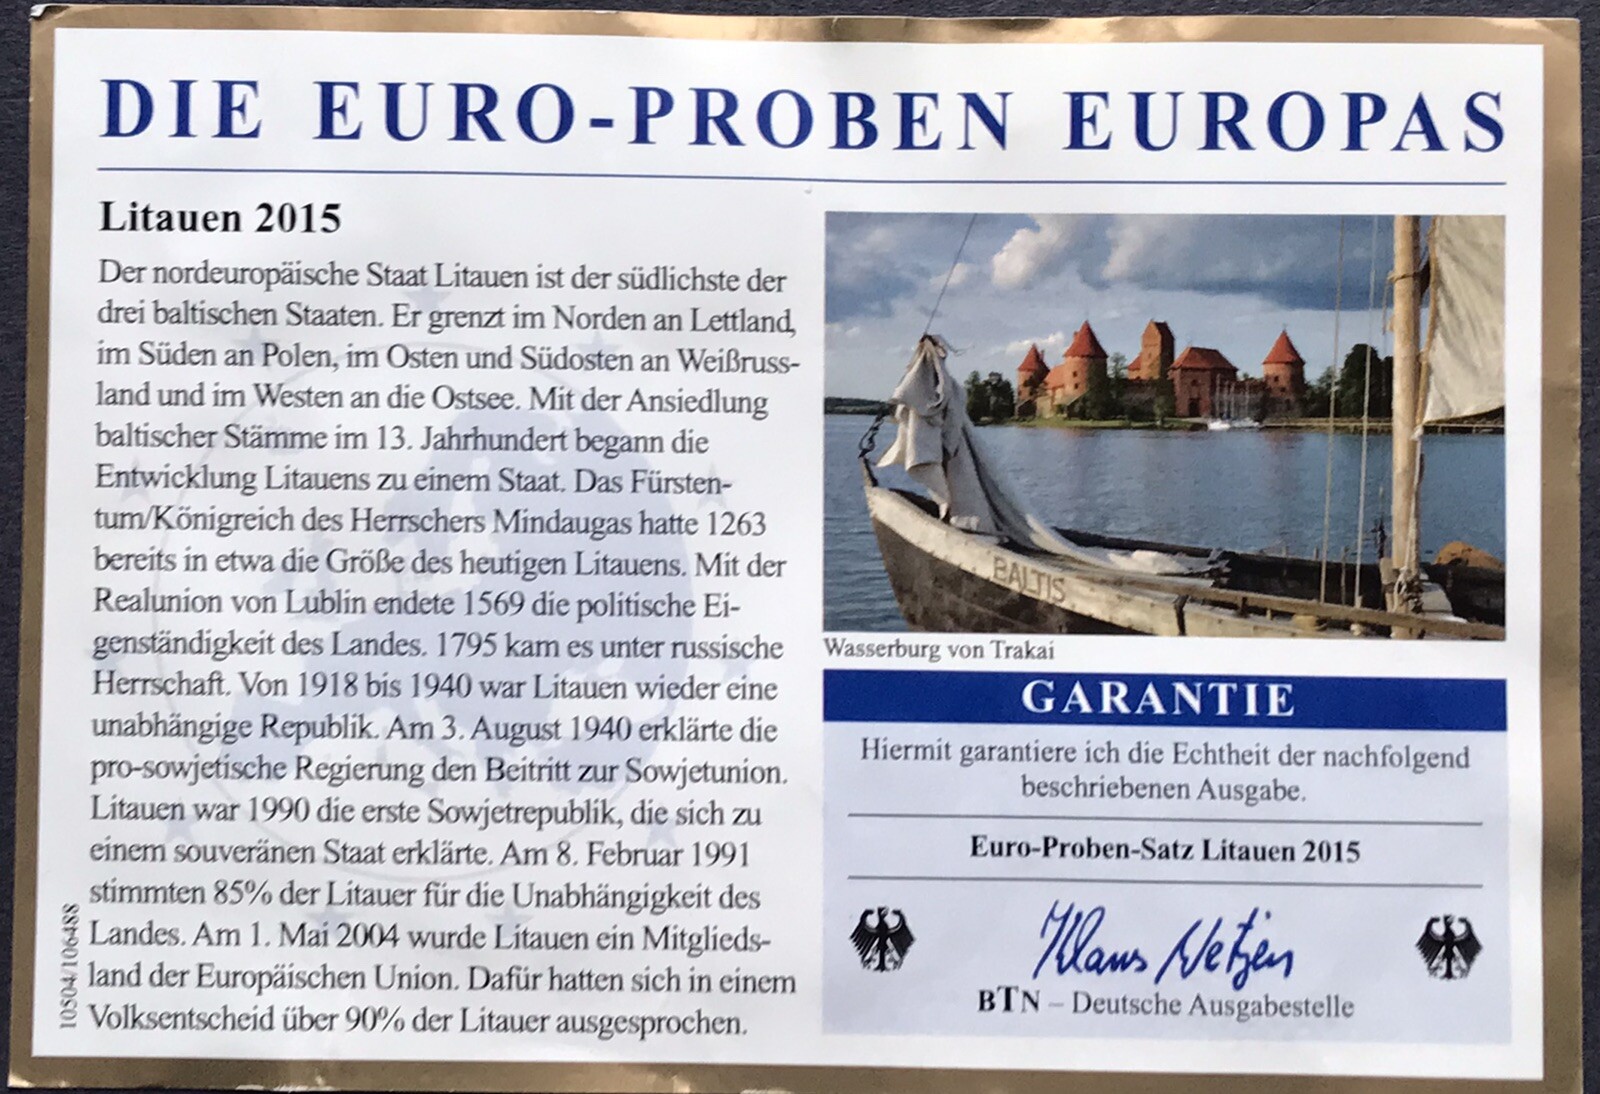 DIE EURO-PROBEN EUROPAS
Litauen 2015
Der nordeuropäische Staat Litauen ist der südlichste der
drei baltischen Staaten. Er grenzt im Norden an Lettland,
im Süden an Polen, im Osten und Südosten an Weißruss-
land und im Westen an die Ostsee. Mit der Ansiedlung
baltischer Stämme im 13. Jahrhundert begann die
Entwicklung Litauens zu einem Staat. Das Fürsten-
tum/Königreich des Herrschers Mindaugas hatte 1263
bereits in etwa die Größe des heutigen Litauens. Mit der
Realunion von Lublin endete 1569 die politische Ei-
genständigkeit des Landes. 1795 kam es unter russische
Herrschaft. Von 1918 bis 1940 war Litauen wieder eine
unabhängige Republik. Am 3. August 1940 erklärte die
pro-sowjetische Regierung den Beitritt zur Sowjetunion.
Litauen war 1990 die erste Sowjetrepublik, die sich zu
einem souveränen Staat erklärte. Am 8. Februar 1991
stimmten 85% der Litauer für die Unabhängigkeit des
Landes. Am 1. Mai 2004 wurde Litauen ein Mitglieds-
land der Europäischen Union. Dafür hatten sich in einem
Volksentscheid über 90% der Litauer ausgesprochen.
10504/106488
BALTIS
Wasserburg von Trakai
GARANTIE
Hiermit garantiere ich die Echtheit der nachfolgend
beschriebenen Ausgabe.
Euro-Proben-Satz Litauen 2015
Klaus Netzen
BTN – Deutsche Ausgabestelle